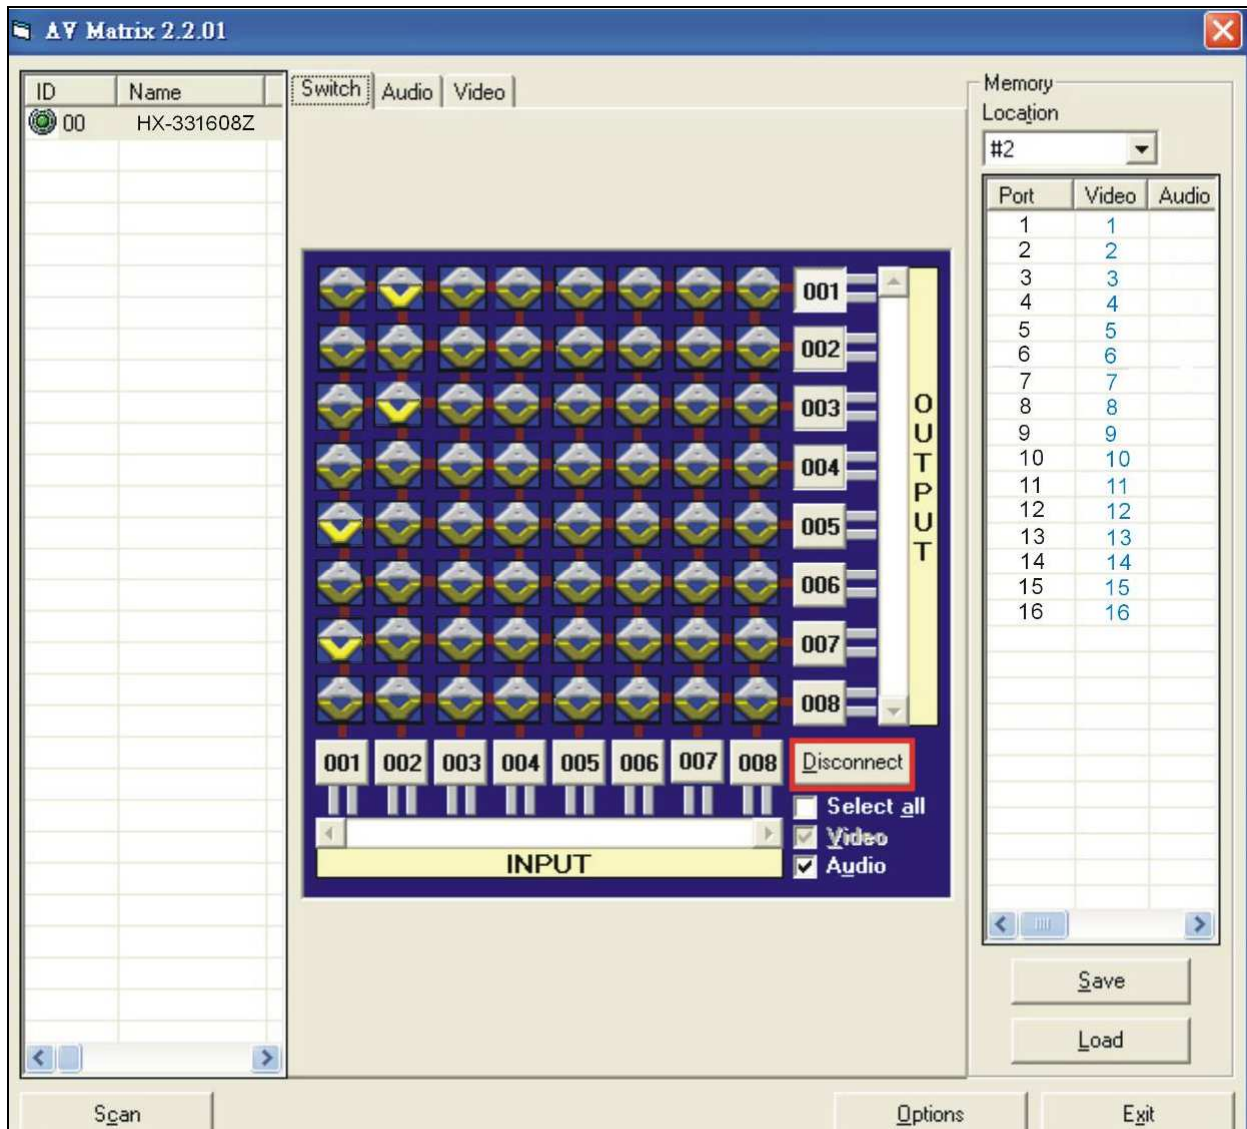 AV Matrix 2.2.01
ID Name
00 HX-331608Z
Switch Audio Video
001
002
003
004
005
006
007
008
OUTPUT
001 002 003 004 005 006 007 008
Disconnect
Select all
Video
Audio
INPUT
Memory
Location
#2
Port Video Audio
1 1
2 2
3 3
4 4
5 5
6 6
7 7
8 8
9 9
10 10
11 11
12 12
13 13
14 14
15 15
16 16
Save
Load
Scan Options Exit